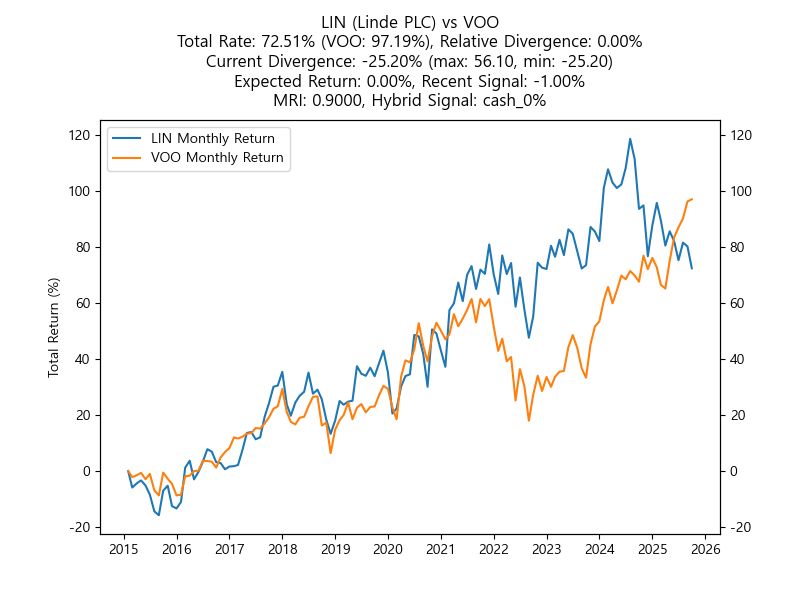 LIN (Linde PLC) vs VOO
Total Rate: 72.51% (VOO: 97.19%), Relative Divergence: 0.00%
Current Divergence: -25.20% (max: 56.10, min: -25.20)
Expected Return: 0.00%, Recent Signal: -1.00%
MRI: 0.9000, Hybrid Signal: cash_0%
LIN Monthly Return
VOO Monthly Return
Total Return (%)
120
100
80
60
40
20
0
-20
120
100
80
60
40
20
0
-20
2015 2016 2017 2018 2019 2020 2021 2022 2023 2024 2025 2026